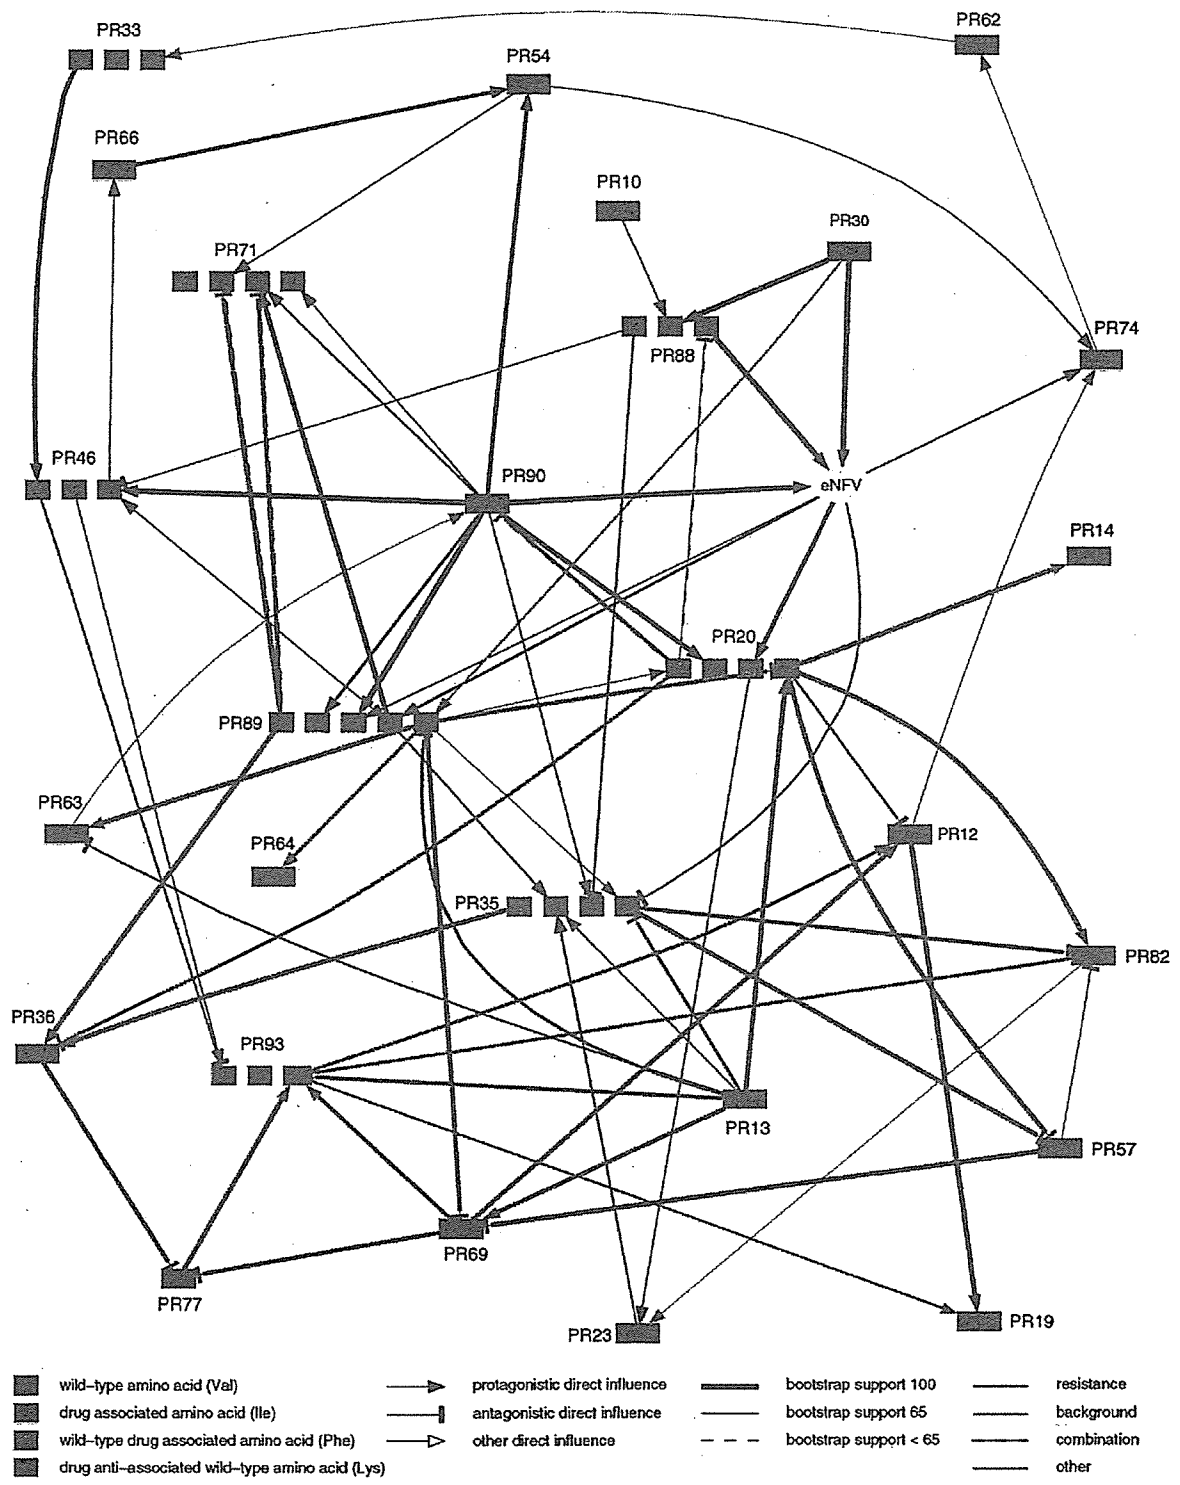 PR33
PR62
PR54
PR66
PR10
PR30
PR71
PR74
PR88
PR46
PR90
eNFV
PR14
PR20
PR89
PR63
PR64
PR12
PR35
PR82
PR36
PR93
PR13
PR57
PR69
PR77
PR23
PR19
wild-type amino acid (Val)
protagonistic direct influence
bootstrap support 100
resistance
drug associated amino acid (Ile)
antagonistic direct influence
bootstrap support 65
background
wild-type drug associated amino acid (Phe)
other direct influence
bootstrap support < 65
combination
drug anti-associated wild-type amino acid (Lys)
other